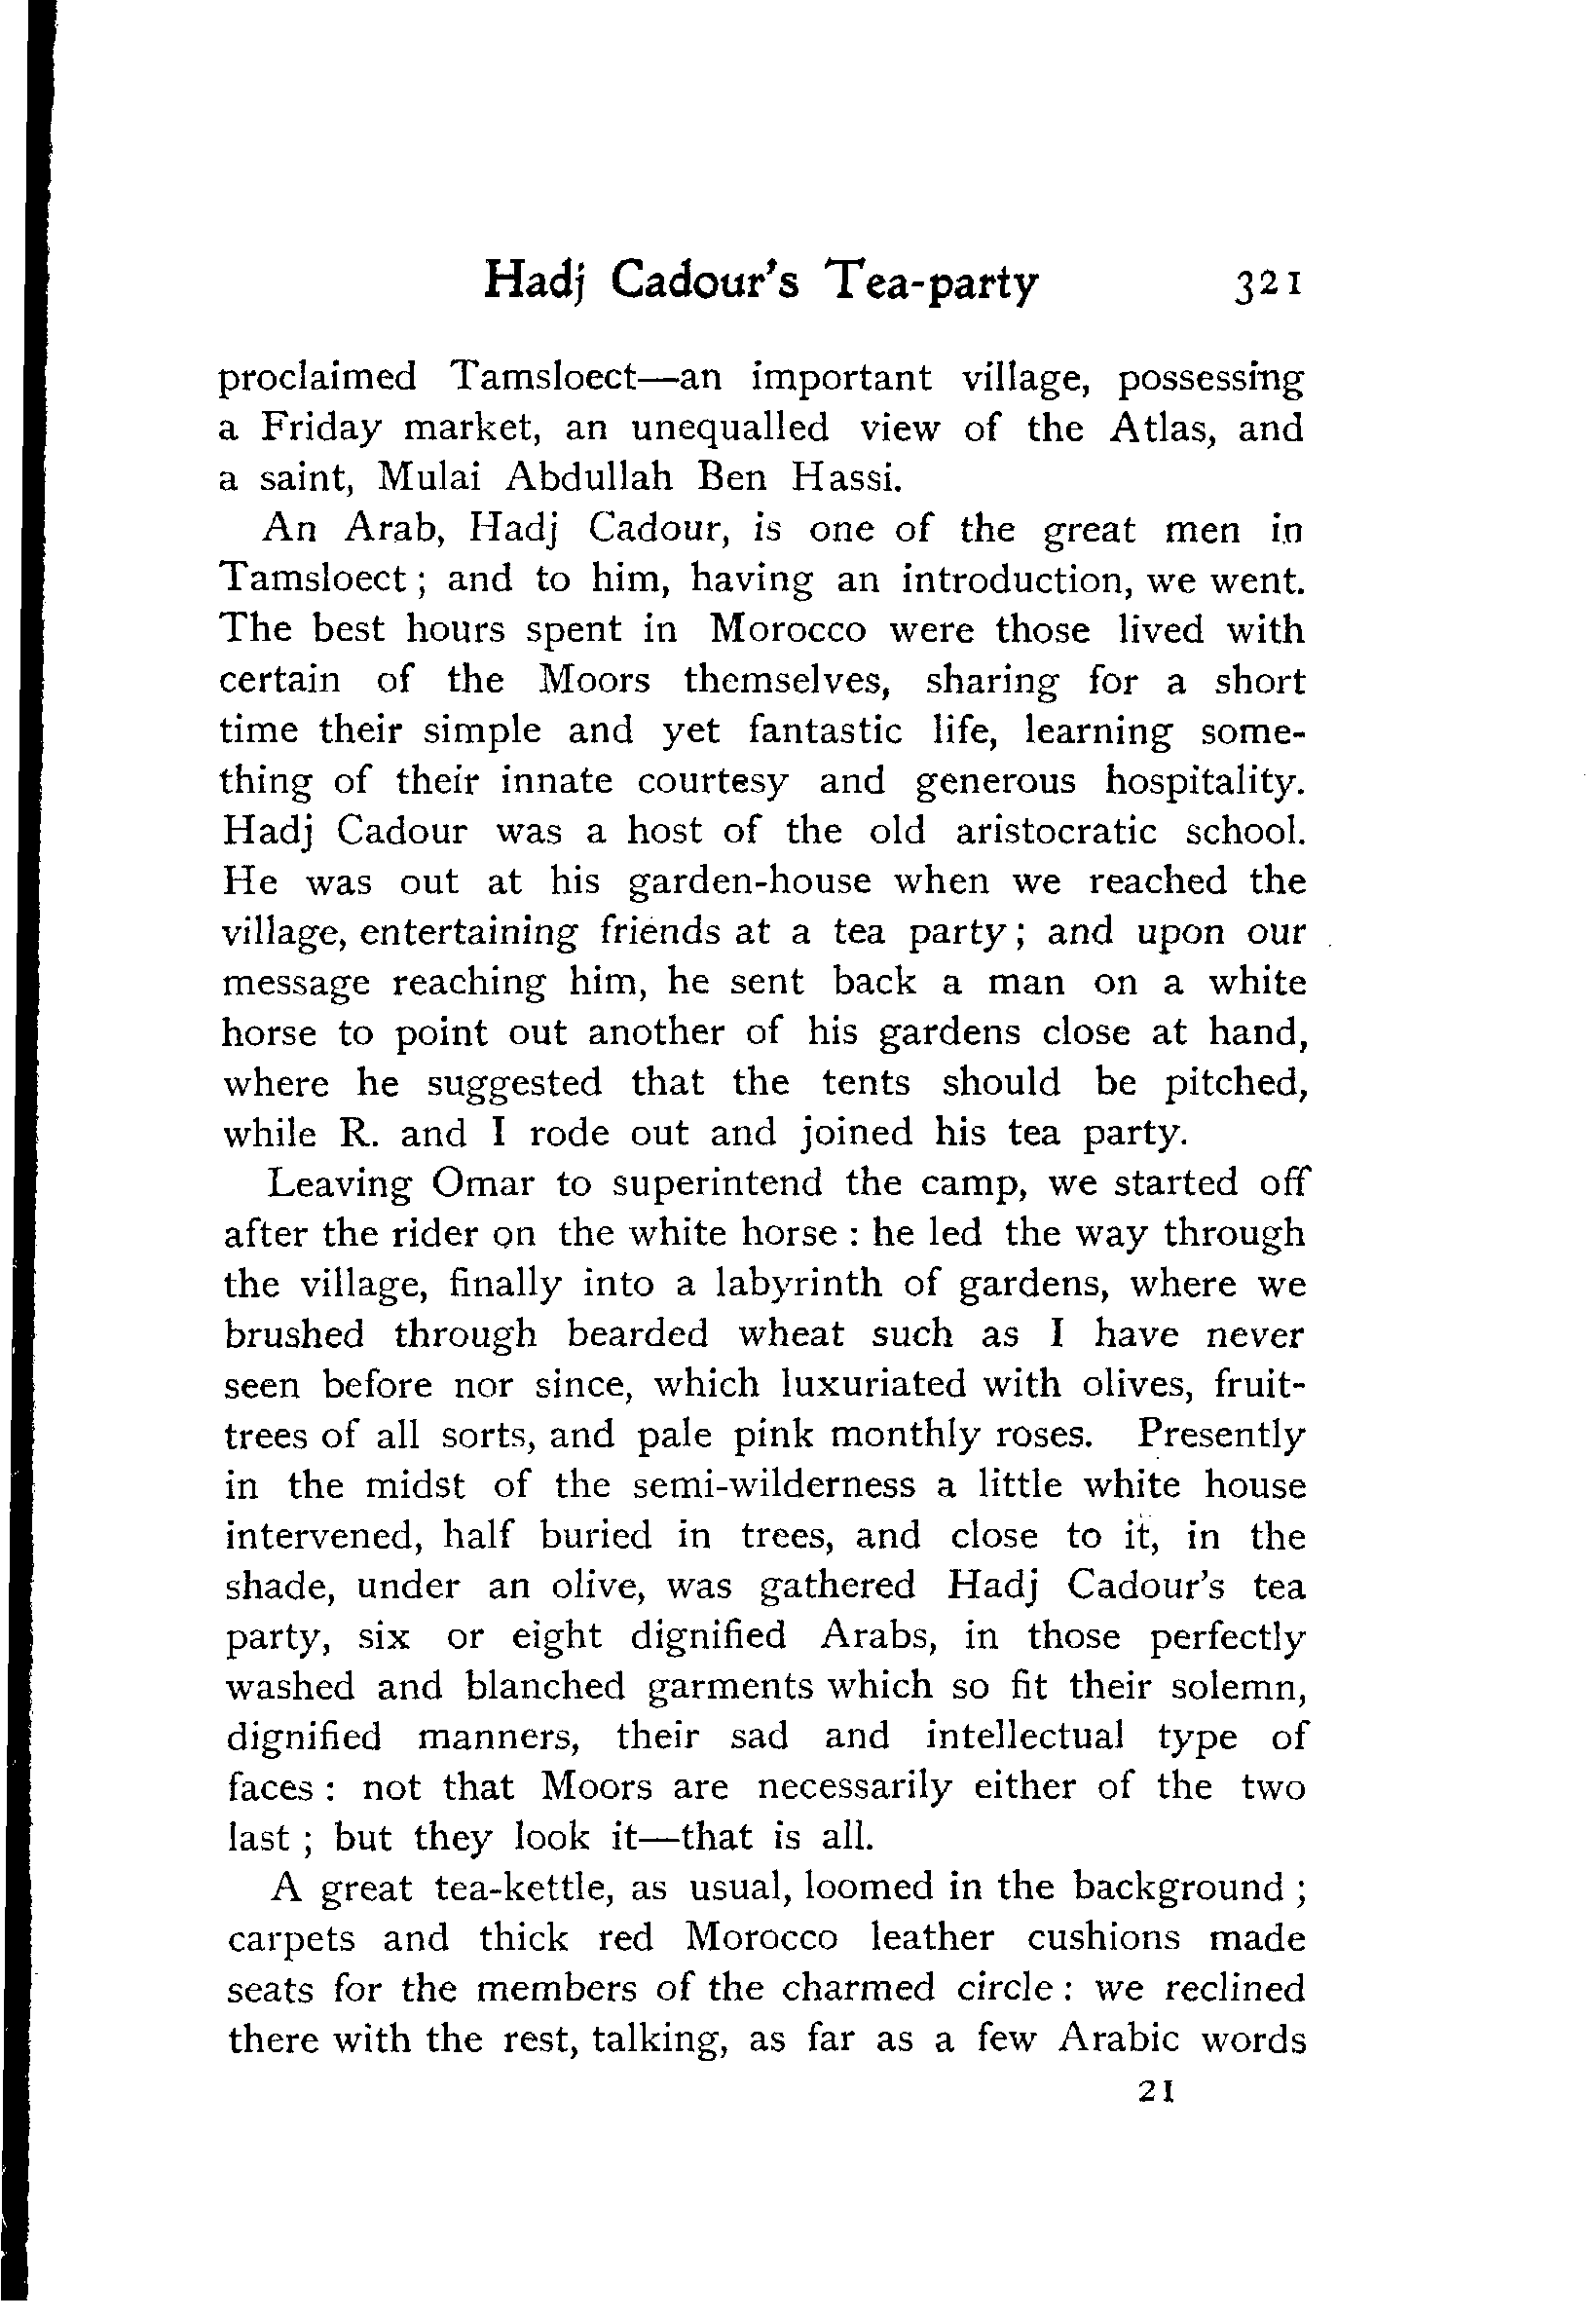 Hadj Cadour's Tea-party 321
proclaimed Tamsloect—an important village, possessing
a Friday market, an unequalled view of the Atlas, and
a saint, Mulai Abdullah Ben Hassi.
An Arab, Hadj Cadour, is one of the great men in
Tamsloect; and to him, having an introduction, we went.
The best hours spent in Morocco were those lived with
certain of the Moors themselves, sharing for a short
time their simple and yet fantastic life, learning some-
thing of their innate courtesy and generous hospitality.
Hadj Cadour was a host of the old aristocratic school.
He was out at his garden-house when we reached the
village, entertaining friends at a tea party; and upon our
message reaching him, he sent back a man on a white
horse to point out another of his gardens close at hand,
where he suggested that the tents should be pitched,
while R. and I rode out and joined his tea party.
Leaving Omar to superintend the camp, we started off
after the rider on the white horse : he led the way through
the village, finally into a labyrinth of gardens, where we
brushed through bearded wheat such as I have never
seen before nor since, which luxuriated with olives, fruit-
trees of all sorts, and pale pink monthly roses. Presently
in the midst of the semi-wilderness a little white house
intervened, half buried in trees, and close to it, in the
shade, under an olive, was gathered Hadj Cadour's tea
party, six or eight dignified Arabs, in those perfectly
washed and blanched garments which so fit their solemn,
dignified manners, their sad and intellectual type of
faces : not that Moors are necessarily either of the two
last ; but they look it—that is all.
A great tea-kettle, as usual, loomed in the background ;
carpets and thick red Morocco leather cushions made
seats for the members of the charmed circle : we reclined
there with the rest, talking, as far as a few Arabic words
21